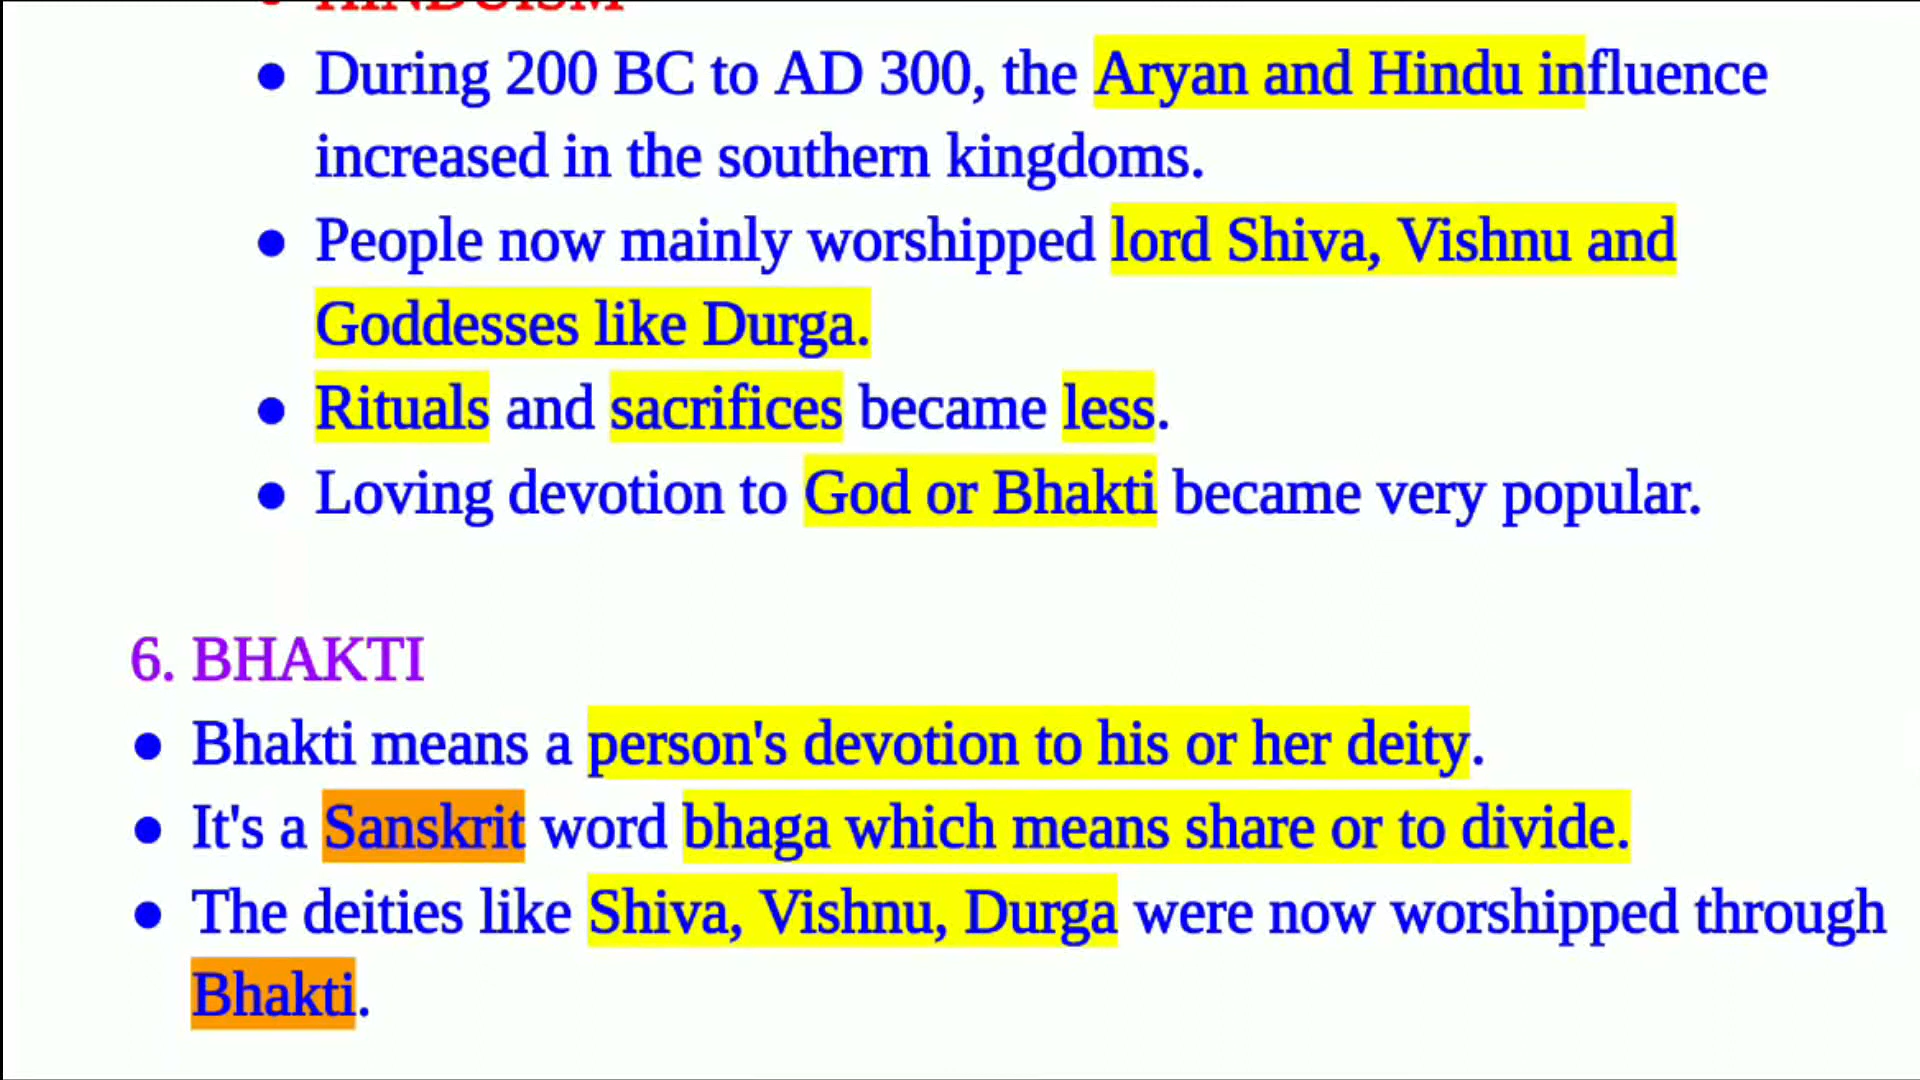 ● HINDUISM
● During 200 BC to AD 300, the Aryan and Hindu influence
increased in the southern kingdoms.
● People now mainly worshipped lord Shiva, Vishnu and
Goddesses like Durga.
● Rituals and sacrifices became less.
● Loving devotion to God or Bhakti became very popular.
6. BHAKTI
● Bhakti means a person's devotion to his or her deity.
● It's a Sanskrit word bhaga which means share or to divide.
● The deities like Shiva, Vishnu, Durga were now worshipped through
Bhakti.